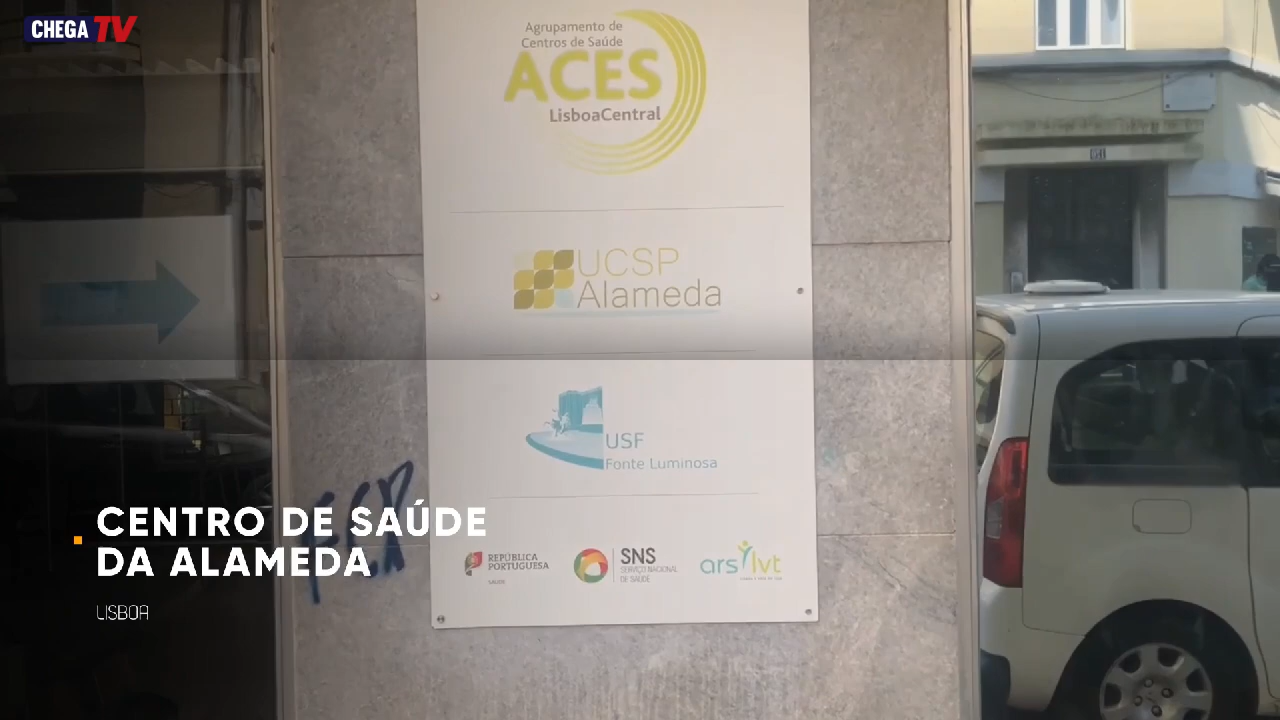 CHEGA TV
Agrupamento de
Centros de Saúde
ACES
LisboaCentral
UCSP
Alameda
USF
Fonte Luminosa
CENTRO DE SAÚDE
DA ALAMEDA
LISBOA
REPÚBLICA
PORTUGUESA
SAÚDE
SNS
SERVIÇO NACIONAL
DE SAÚDE
ars lvt